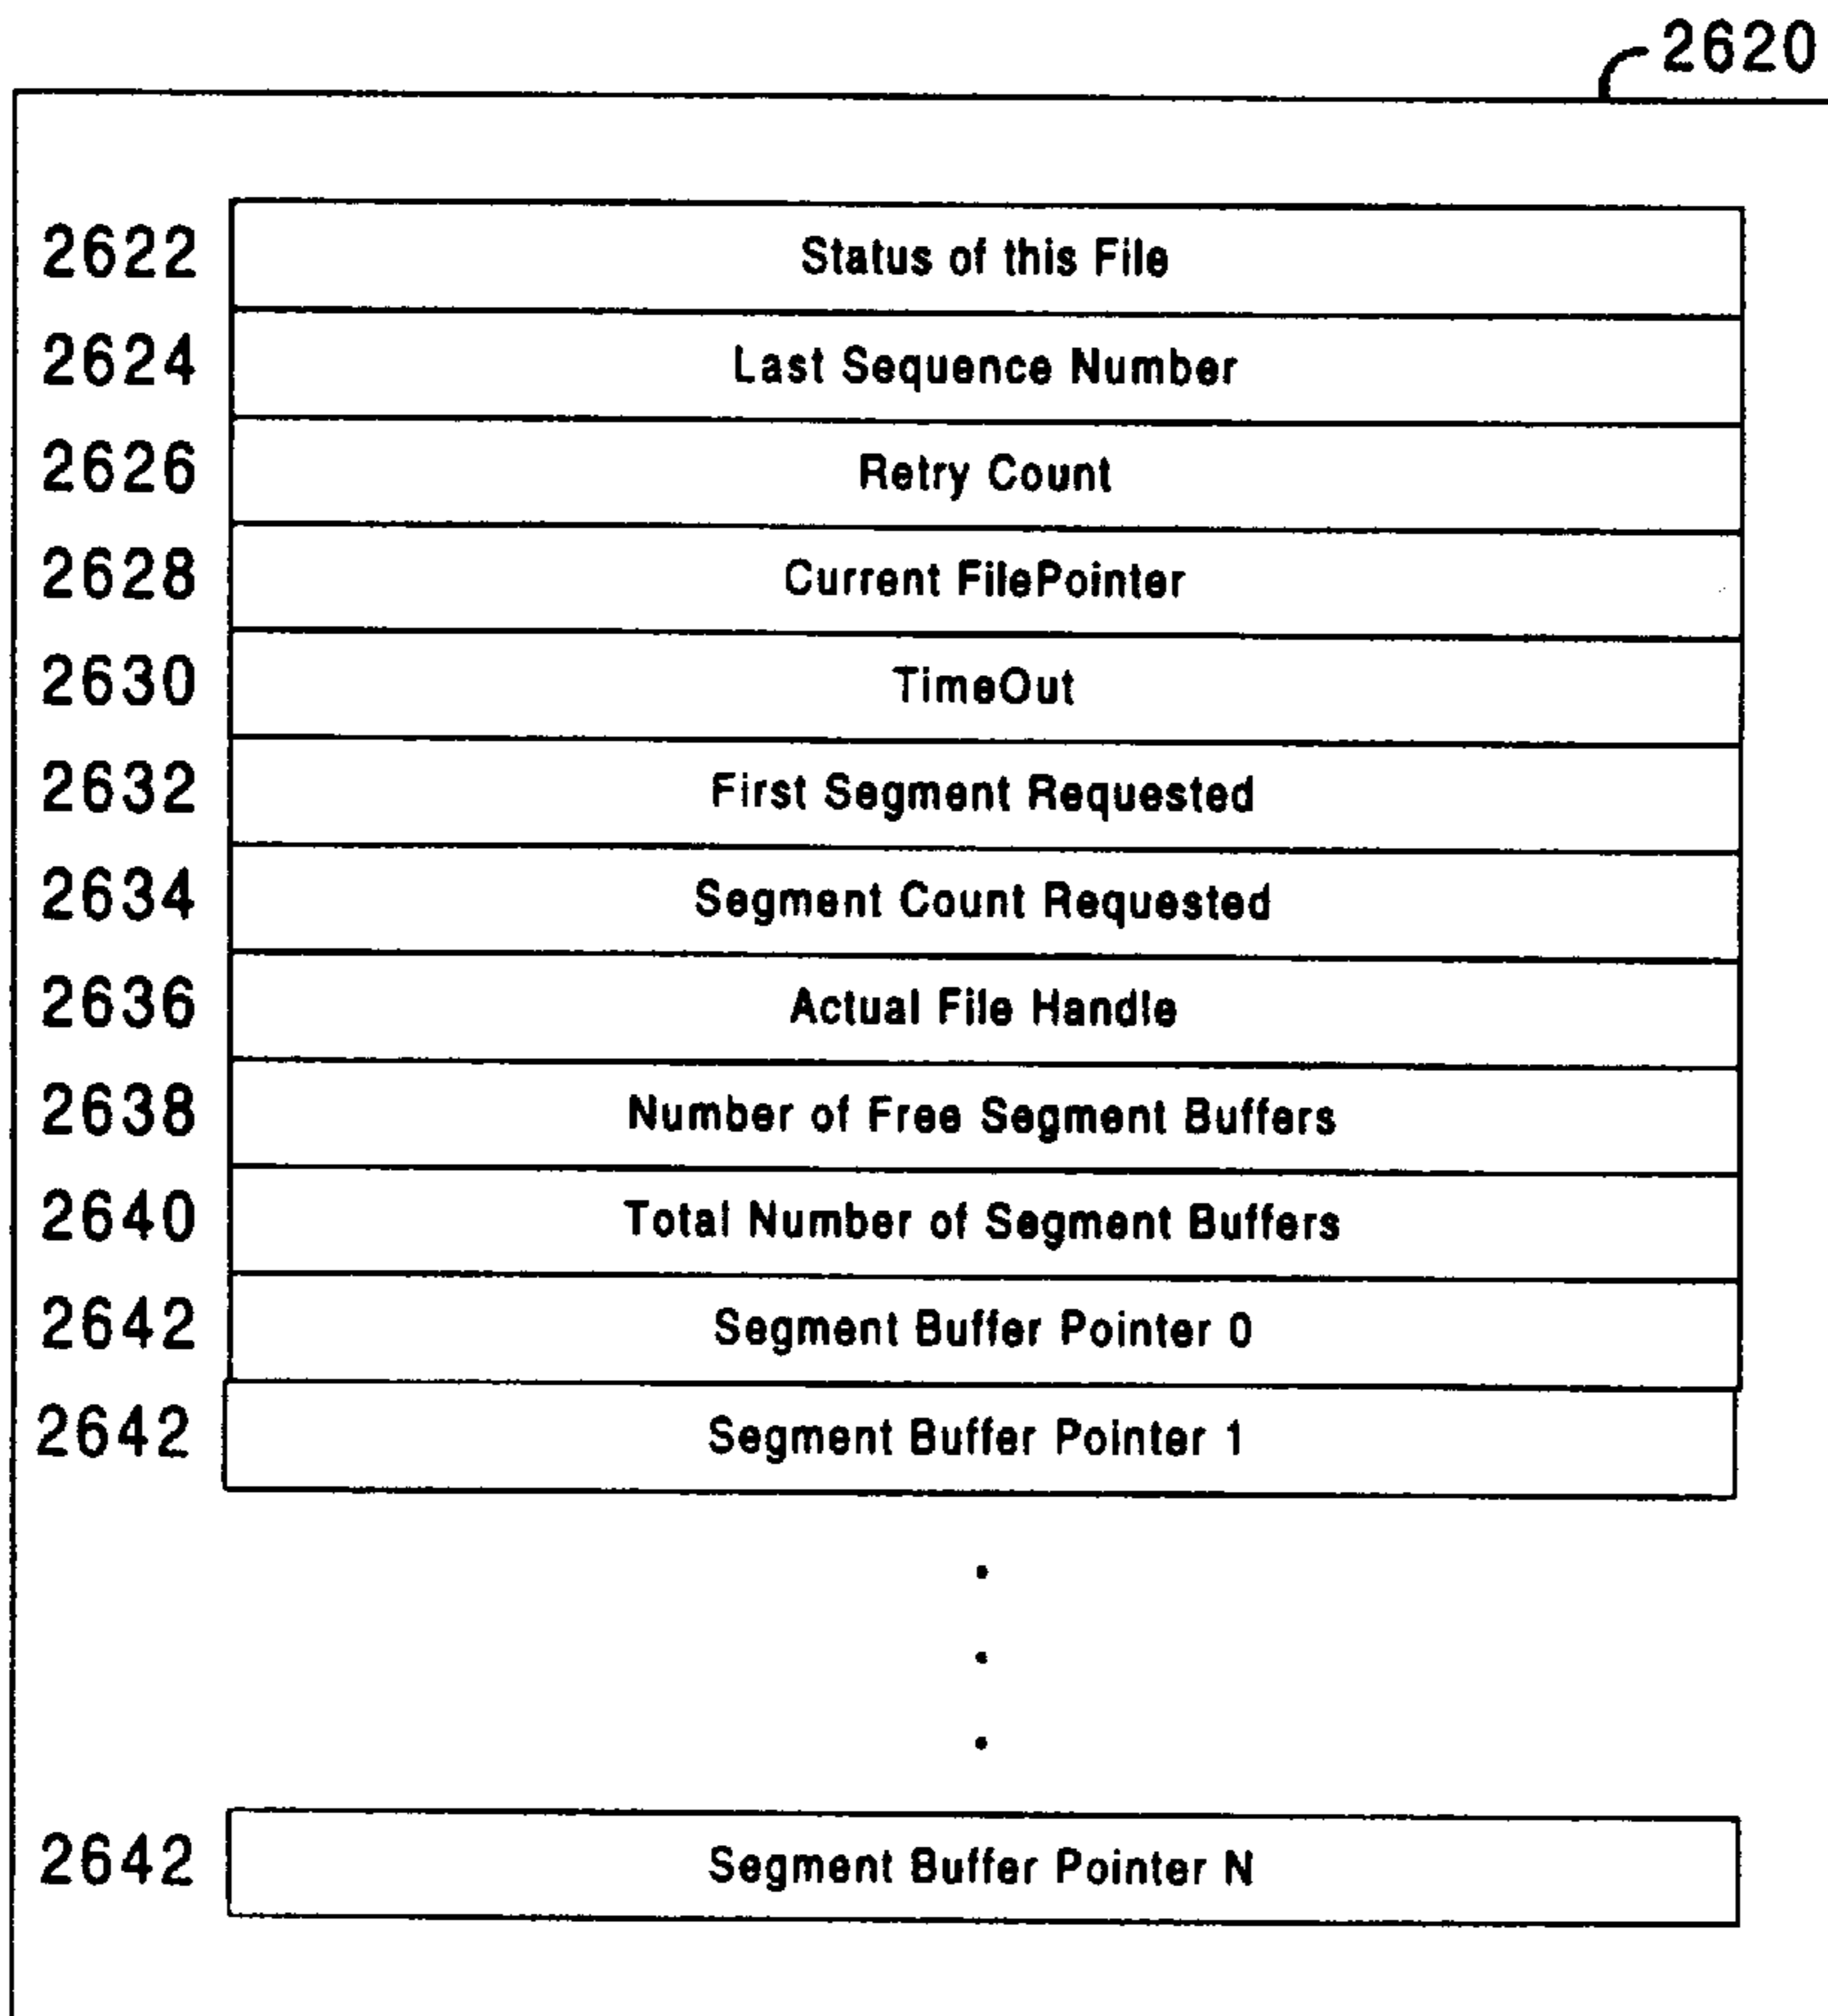 2620
2622 Status of this File
2624 Last Sequence Number
2626 Retry Count
2628 Current FilePointer
2630 TimeOut
2632 First Segment Requested
2634 Segment Count Requested
2636 Actual File Handle
2638 Number of Free Segment Buffers
2640 Total Number of Segment Buffers
2642 Segment Buffer Pointer 0
2642 Segment Buffer Pointer 1
2642 Segment Buffer Pointer N